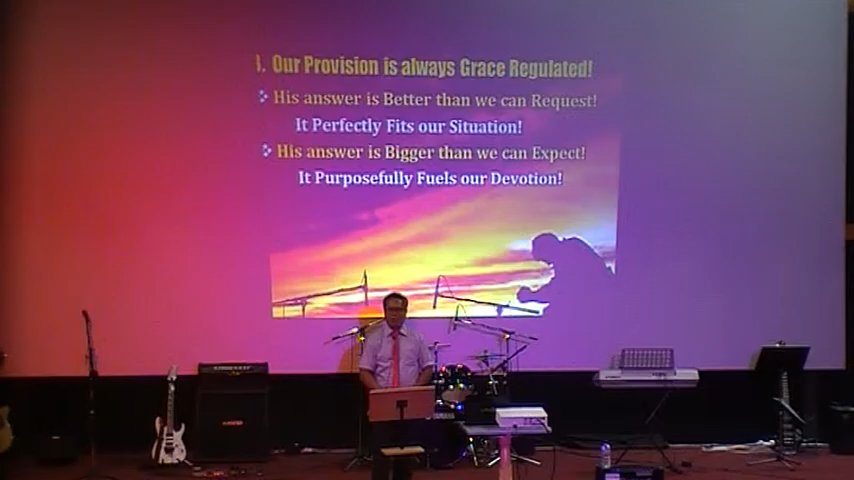 . Our Provision is always Grace Regulated!
His answer is Better than we can Request!
It Perfectly Fits our Situation!
His answer is Bigger than we can Expect!
It Purposefully Fuels our Devotion!